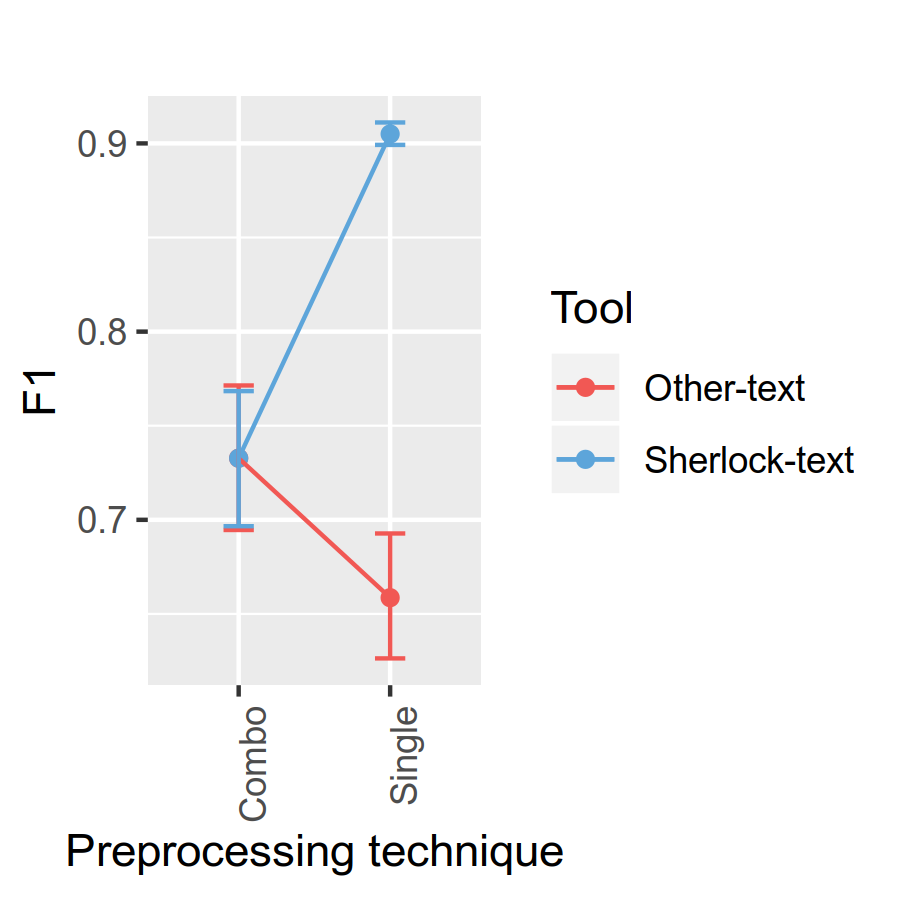 0.9
0.8
0.7
F1
Combo
Single
Preprocessing technique
Tool
Other-text
Sherlock-text